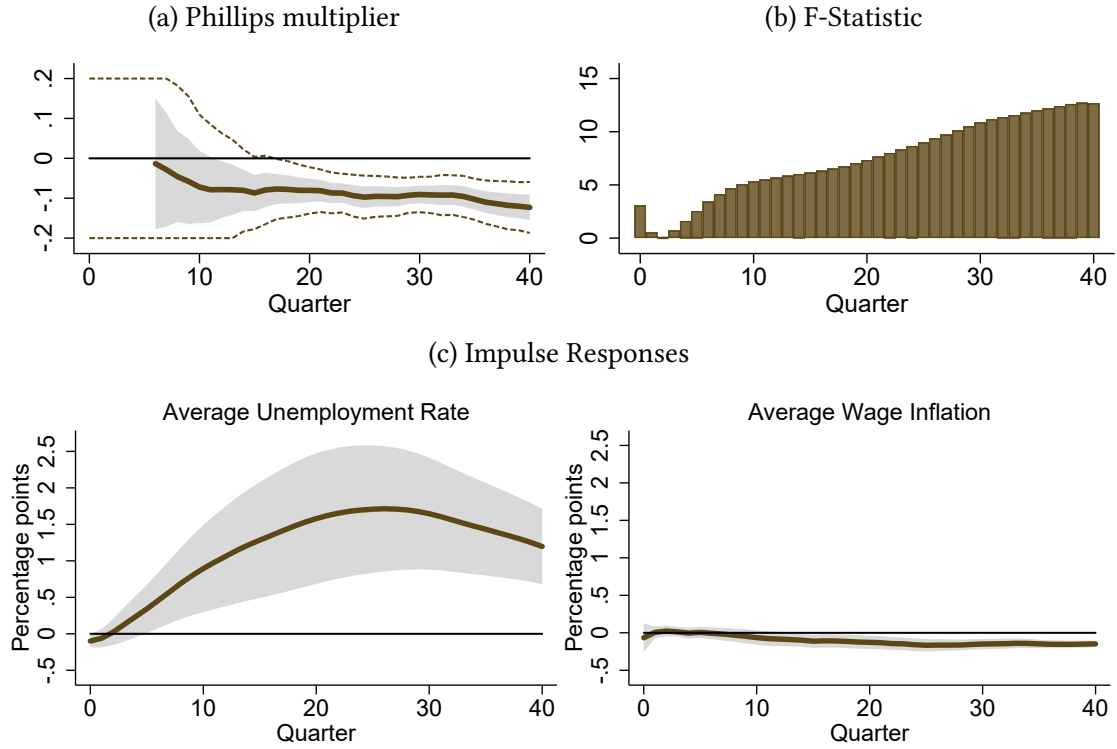 (a) Phillips multiplier
.2
.1
0
-.1
-.2
0 10 20 30 40
Quarter
(b) F-Statistic
15
10
5
0
0 10 20 30 40
Quarter
(c) Impulse Responses
Average Unemployment Rate
Percentage points
2.5
2
1.5
1
.5
0
-.5
0 10 20 30 40
Quarter
Average Wage Inflation
Percentage points
2.5
2
1.5
1
.5
0
-.5
0 10 20 30 40
Quarter